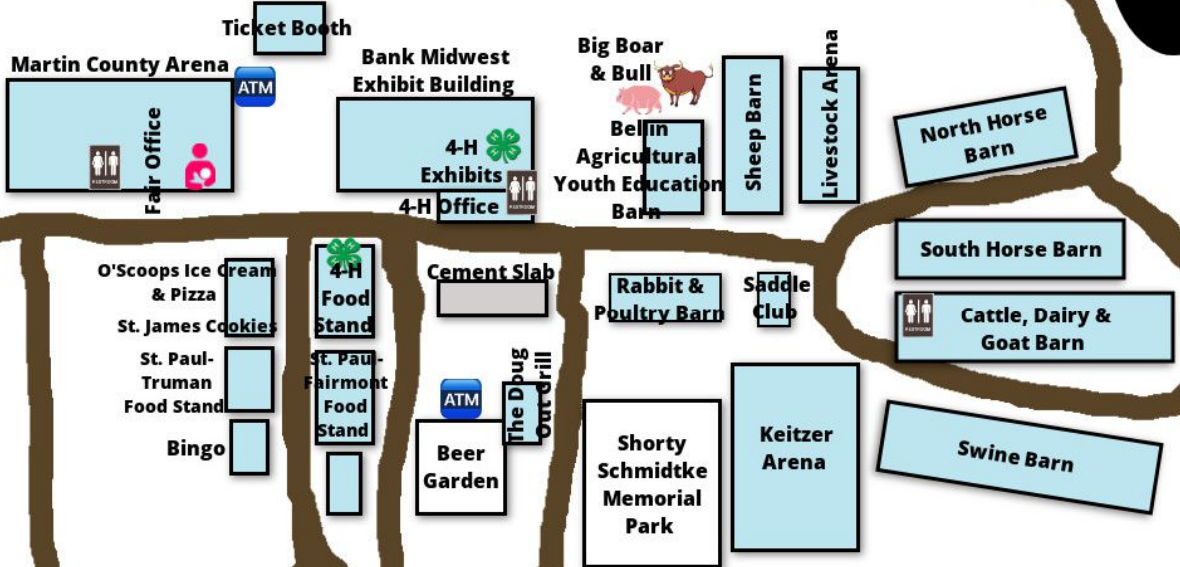 Ticket Booth
Martin County Arena
ATM
Fair Office
RESTROOM
Bank Midwest
Exhibit Building
4-H
Exhibits
RESTROOM
4-H Office
Big Boar
& Bull
Bellin
Agricultural
Youth Education
Barn
Sheep Barn
Livestock Arena
North Horse
Barn
South Horse Barn
RESTROOM
Cattle, Dairy &
Goat Barn
O'Scoops Ice Cream
& Pizza
St. James Cookies
St. Paul-
Truman
Food Stand
Bingo
4-H
Food
Stand
St. Paul-
Fairmont
Food
Stand
Cement Slab
ATM
The Doug
Out Grill
Beer
Garden
Rabbit &
Poultry Barn
Saddle
Club
Shorty
Schmidtke
Memorial
Park
Keitzer
Arena
Swine Barn